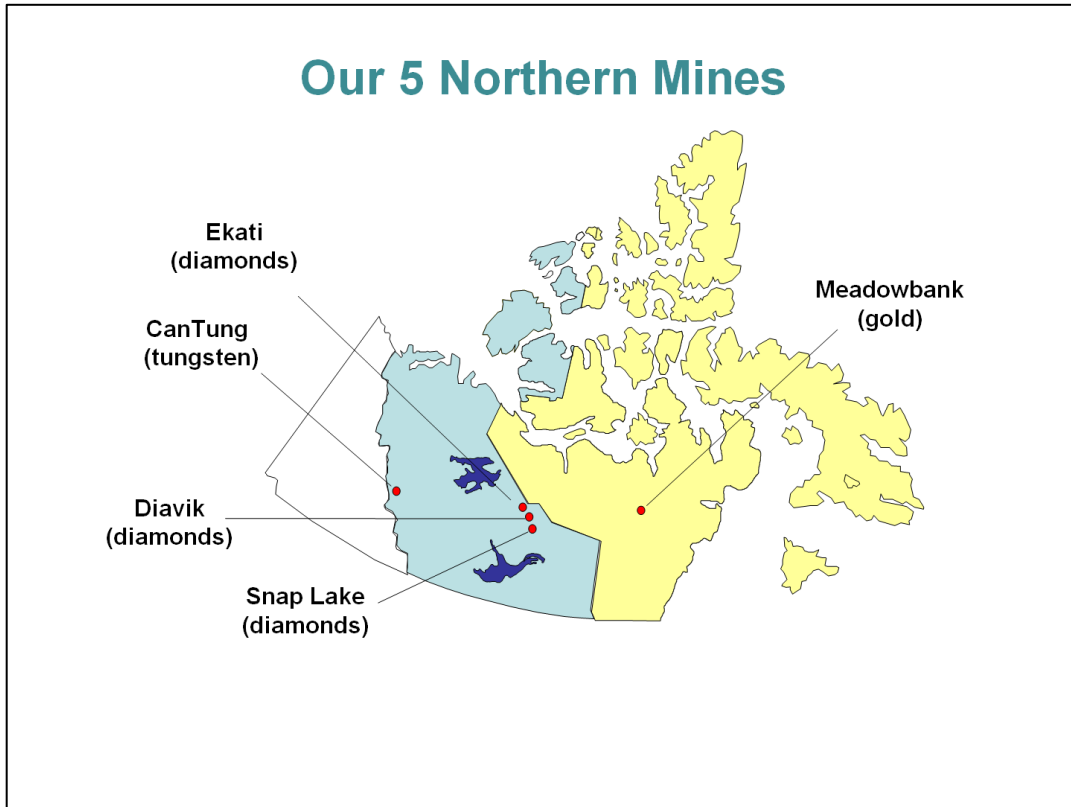 Our 5 Northern Mines
Ekati
(diamonds)
CanTung
(tungsten)
Diavik
(diamonds)
Snap Lake
(diamonds)
Meadowbank
(gold)